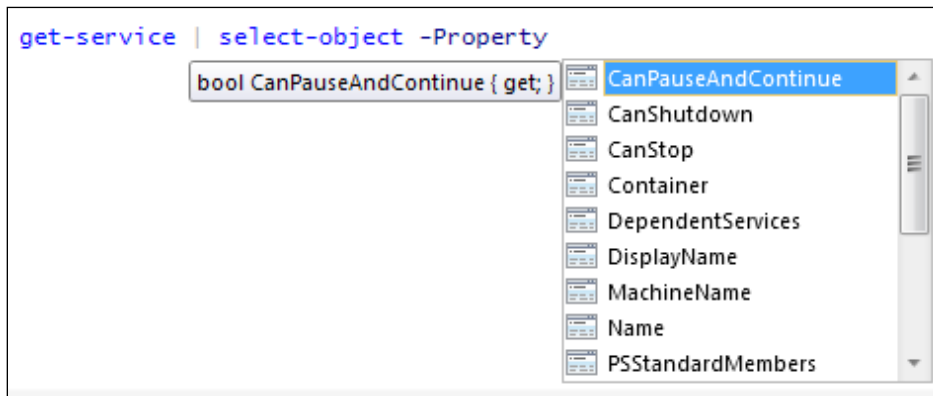 get-service | select-object -Property
bool CanPauseAndContinue { get; }
CanPauseAndContinue
CanShutdown
CanStop
Container
DependentServices
DisplayName
MachineName
Name
PSStandardMembers